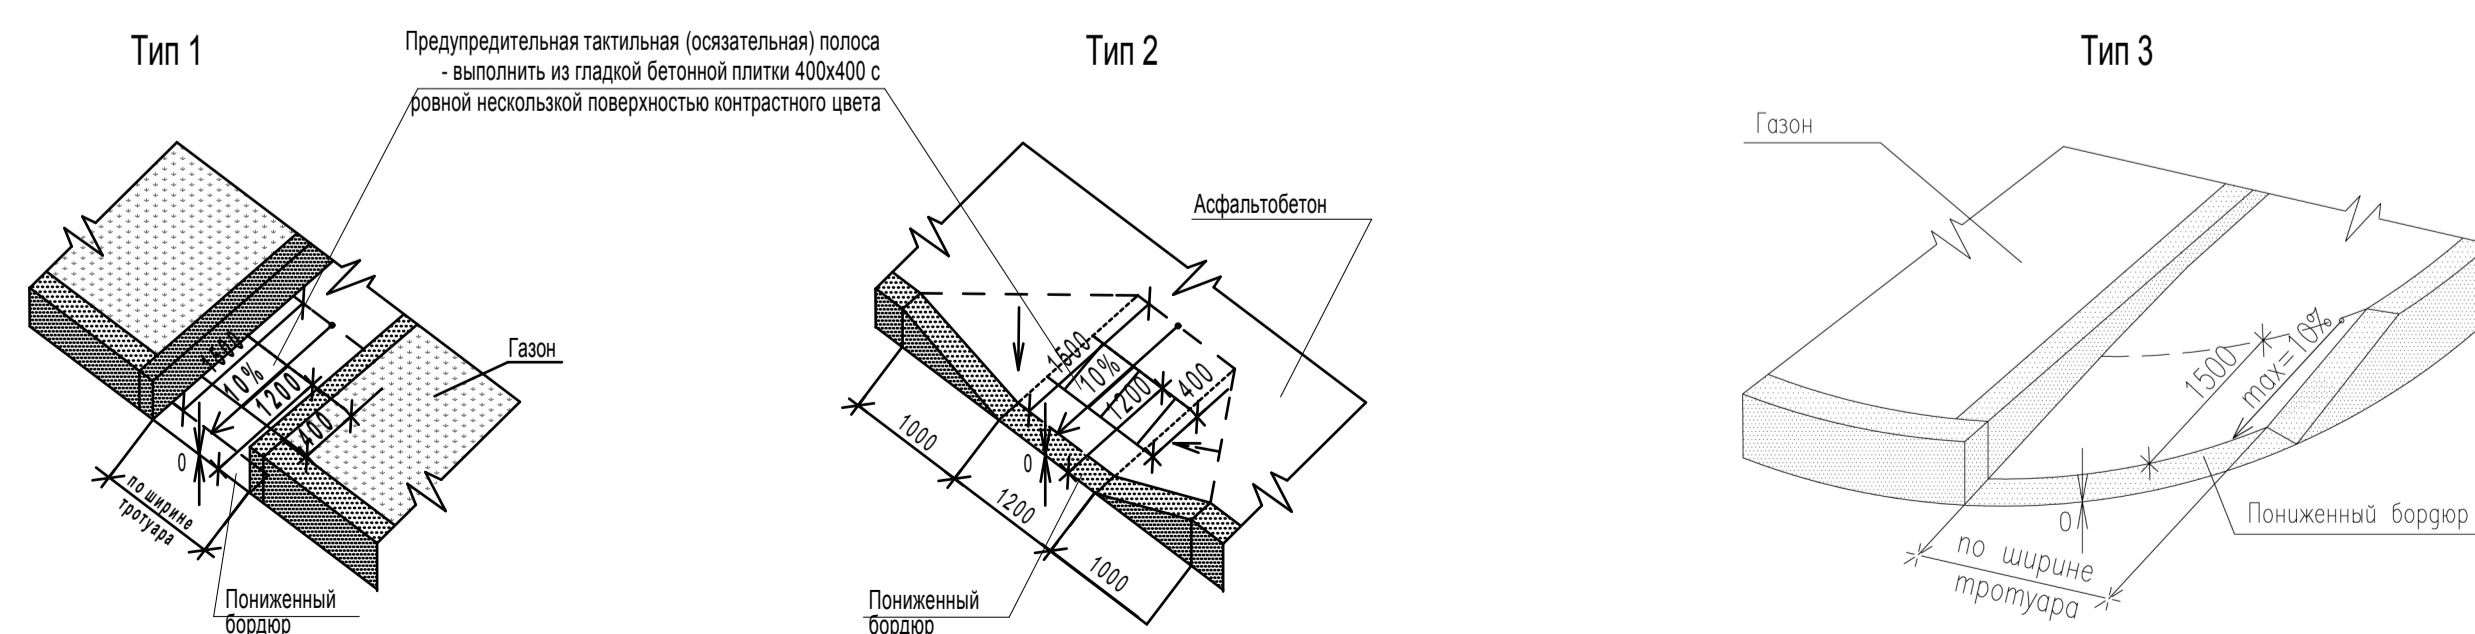 Тип 1
Предупредительная тактильная (осязательная) полоса
- выполнить из гладкой бетонной плитки 400x400 с
ровной нескользкой поверхностью контрастного цвета
Тип 2
Тип 3
Газон
1500
10%
1200
400
0
по ширине
тротуара
Пониженный
бордюр
Асфальтобетон
1500
10%
1200
400
1000
0
1200
1000
Пониженный
бордюр
Газон
1500
max=10%
0
по ширине
тротуара
Пониженный бордюр